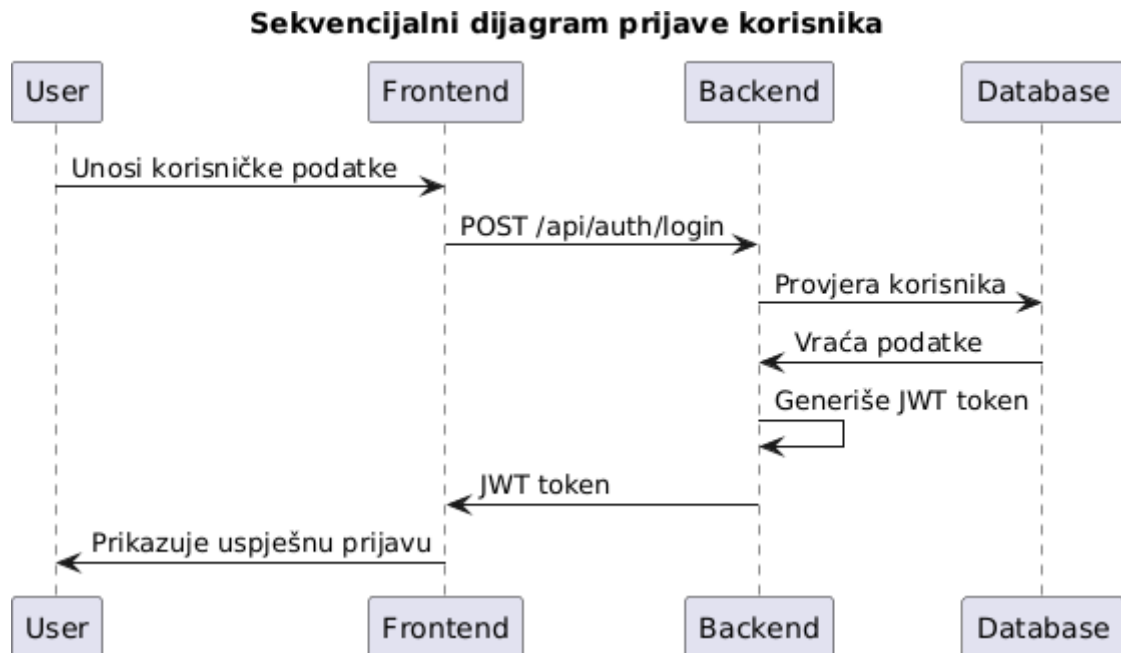 Sekvencijalni dijagram prijave korisnika
User Frontend Backend Database
Unosi korisničke podatke
POST /api/auth/login
Provjera korisnika
Vraća podatke
Generiše JWT token
JWT token
Prikazuje uspješnu prijavu
User Frontend Backend Database